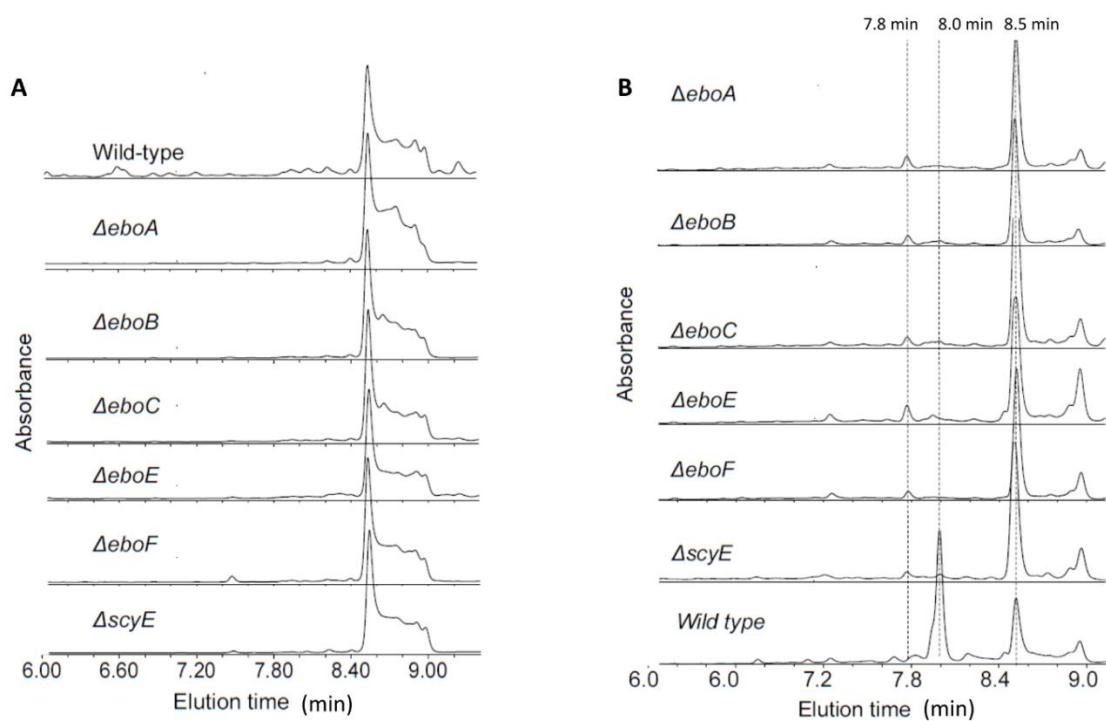 A
Wild-type
ΔeboA
ΔeboB
ΔeboC
ΔeboE
ΔeboF
ΔscyE
Absorbance
6.00 6.60 7.20 7.80 8.40 9.00
Elution time (min)
B
7.8 min 8.0 min 8.5 min
ΔeboA
ΔeboB
ΔeboC
ΔeboE
ΔeboF
ΔscyE
Wild type
Absorbance
6.0 6.0 7.2 7.8 8.4 9.0
Elution time (min)